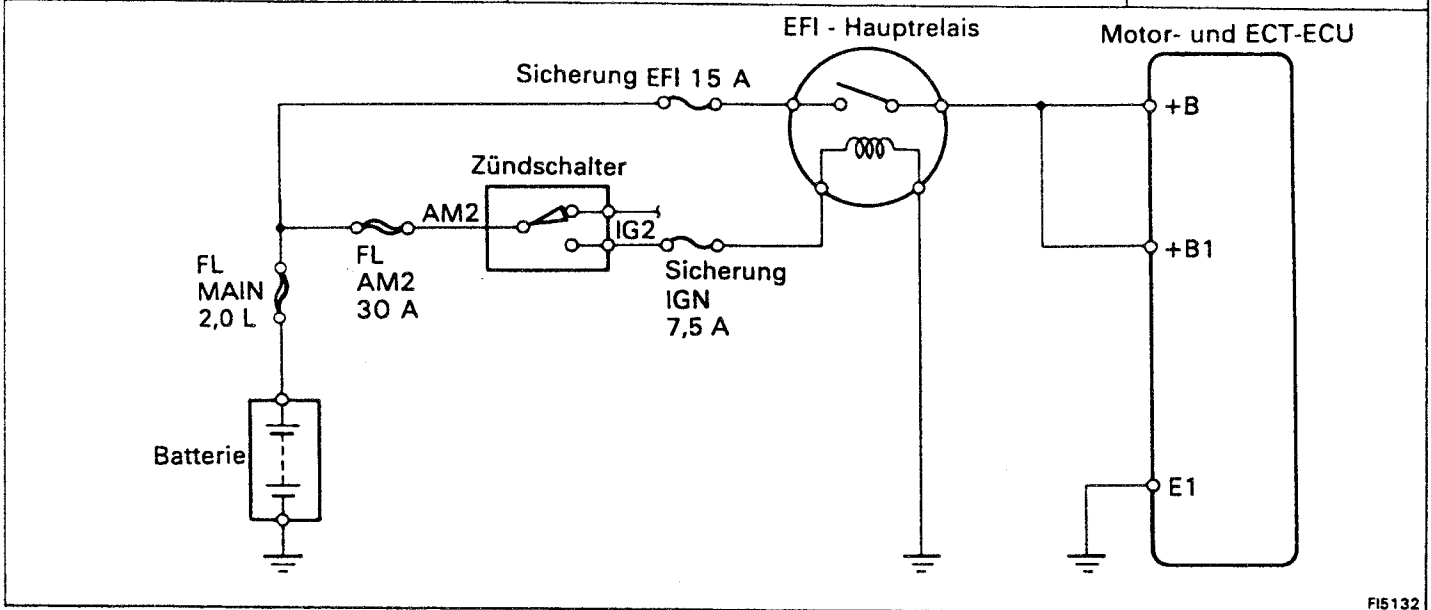 EFI - Hauptrelais
Motor- und ECT-ECU
Sicherung EFI 15 A
+B
Zündschalter
AM2
IG2
+B1
FL
MAIN
2,0 L
FL
AM2
30 A
Sicherung
IGN
7,5 A
Batterie
E1
FI5132